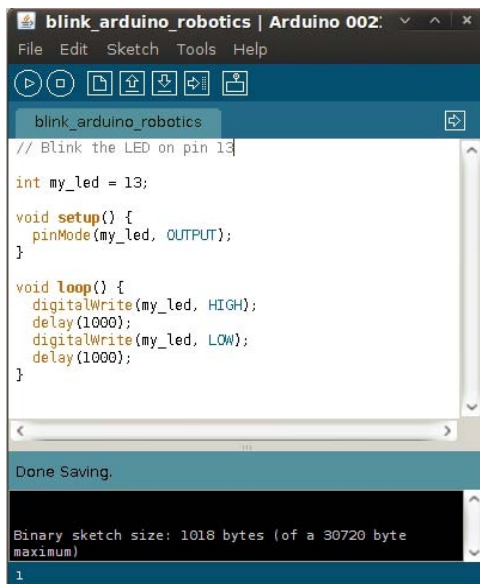 blink_arduino_robotics | Arduino 002
File Edit Sketch Tools Help
blink_arduino_robotics
// Blink the LED on pin 13
int my_led = 13;
void setup() {
pinMode(my_led, OUTPUT);
}
void loop() {
digitalWrite(my_led, HIGH);
delay(1000);
digitalWrite(my_led, LOW);
delay(1000);
}
Done Saving.
Binary sketch size: 1018 bytes (of a 30720 byte
maximum)
1